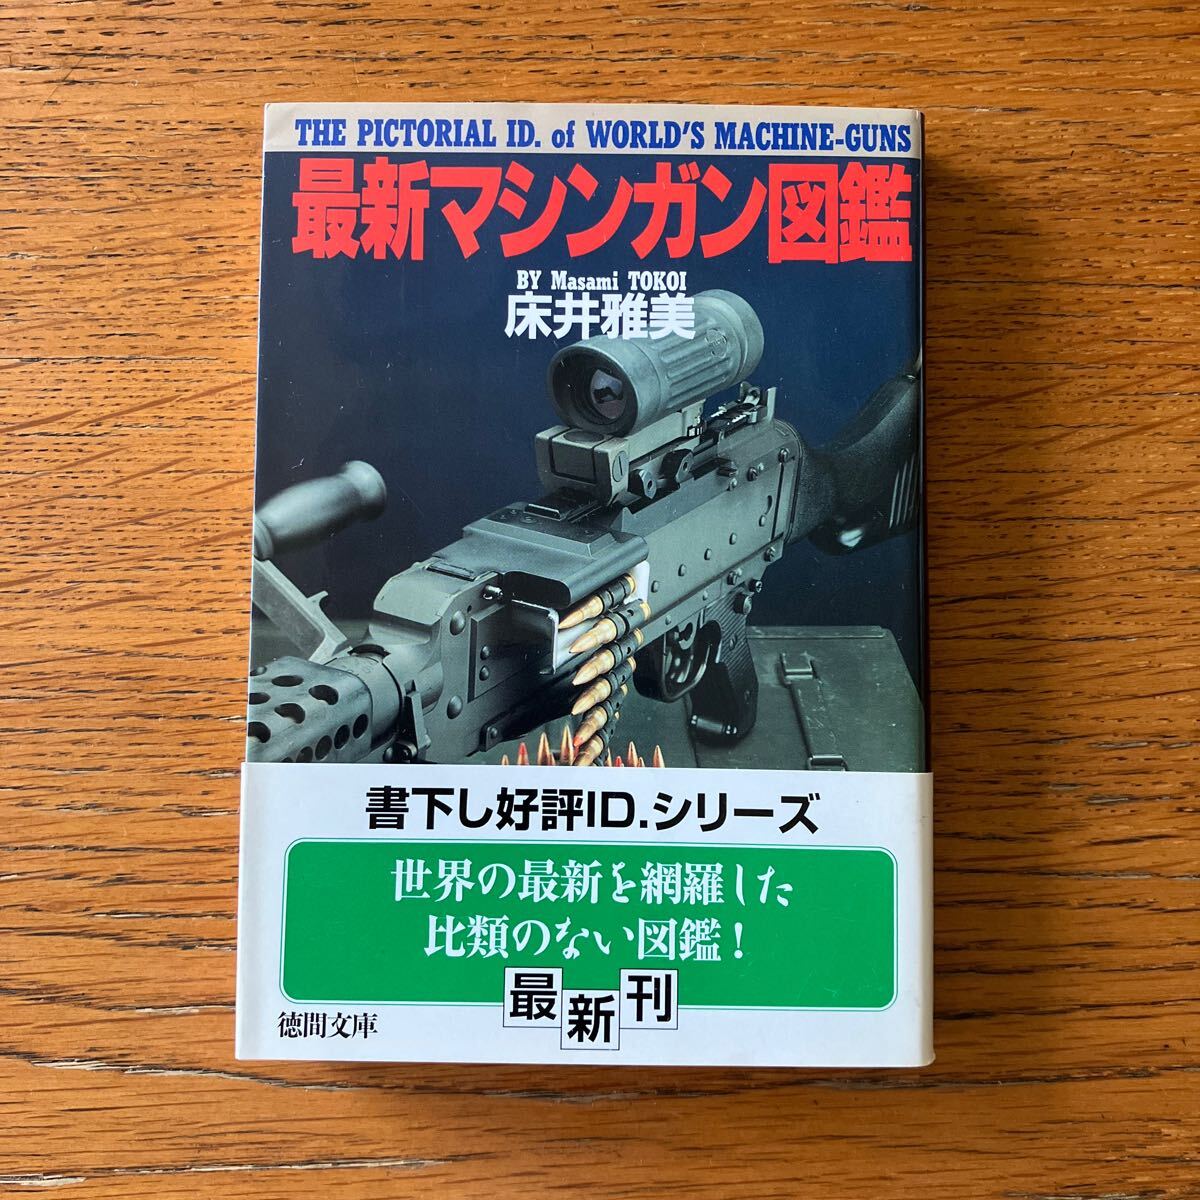 THE PICTORIAL ID. of WORLD'S MACHINE-GUNS
最新マシンガン図鑑
BY Masami TOKOI
床井雅美
書下し好評ID.シリーズ
世界の最新を網羅した
比類のない図鑑!
最新刊
徳間文庫